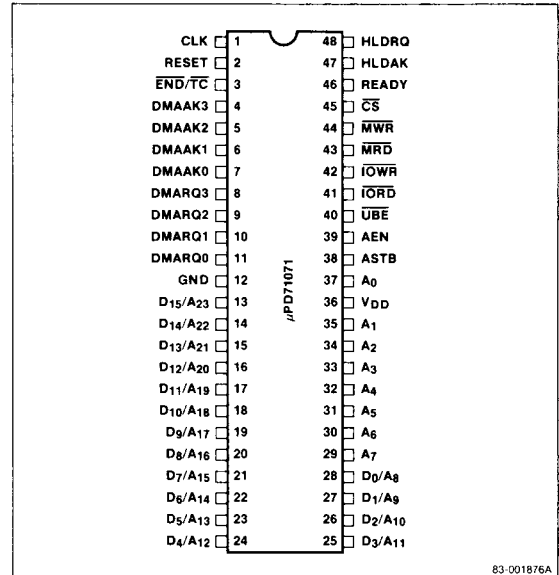 CLK 1 48 HLDRQ
RESET 2 47 HLDAK
END/TC 3 46 READY
DMAAK3 4 45 CS
DMAAK2 5 44 MWR
DMAAK1 6 43 MRD
DMAAK0 7 42 IOWR
DMARQ3 8 41 IORD
DMARQ2 9 40 UBE
DMARQ1 10 39 AEN
DMARQ0 11 38 ASTB
GND 12 37 A0
D15/A23 13 36 VDD
D14/A22 14 35 A1
D13/A21 15 34 A2
D12/A20 16 33 A3
D11/A19 17 32 A4
D10/A18 18 31 A5
D9/A17 19 30 A6
D8/A16 20 29 A7
D7/A15 21 28 D0/A8
D6/A14 22 27 D1/A9
D5/A13 23 26 D2/A10
D4/A12 24 25 D3/A11
µPD71071
83-001876A